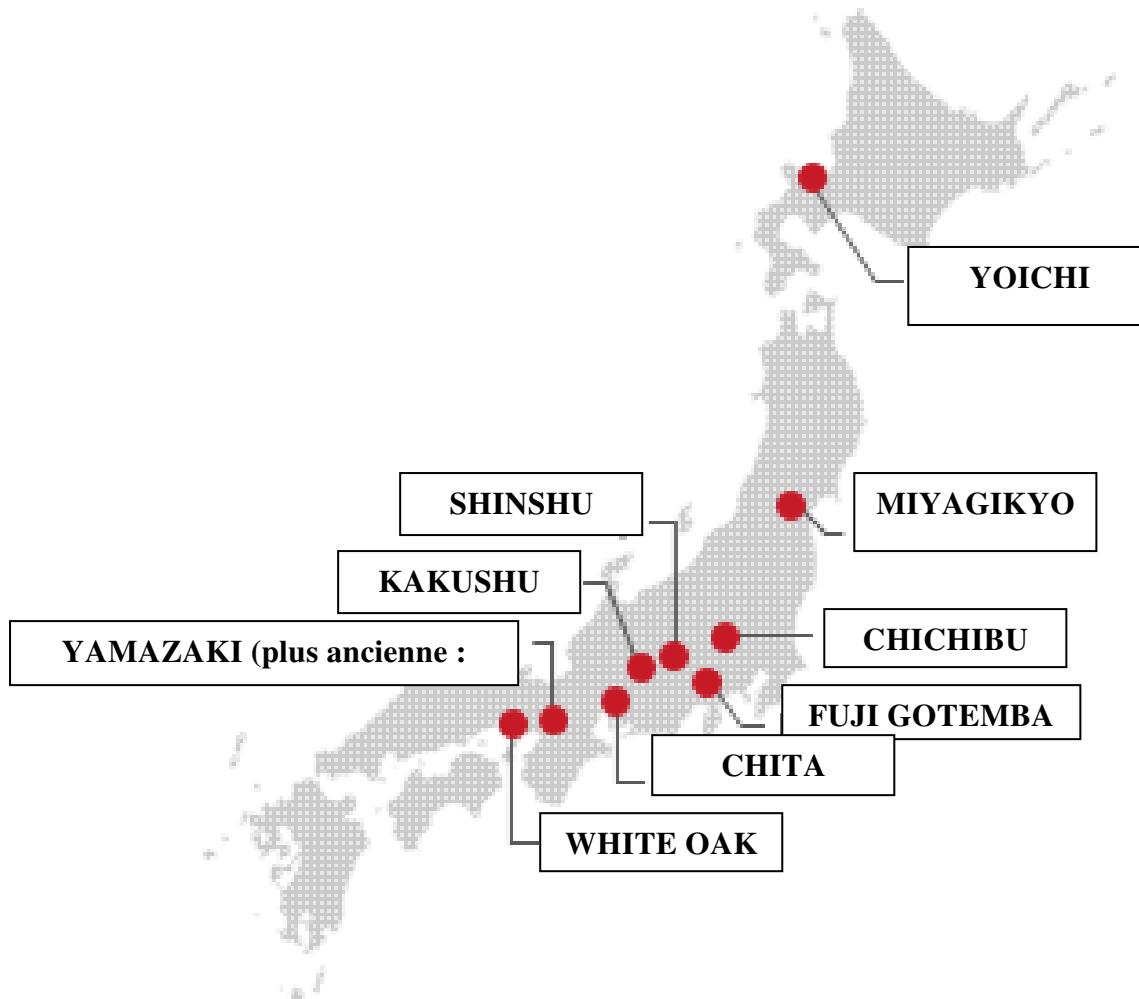 YOICHI
SHINSHU
MIYAGIKYO
KAKUSHU
YAMAZAKI (plus ancienne :
CHICHIBU
FUJI GOTEMBA
CHITA
WHITE OAK